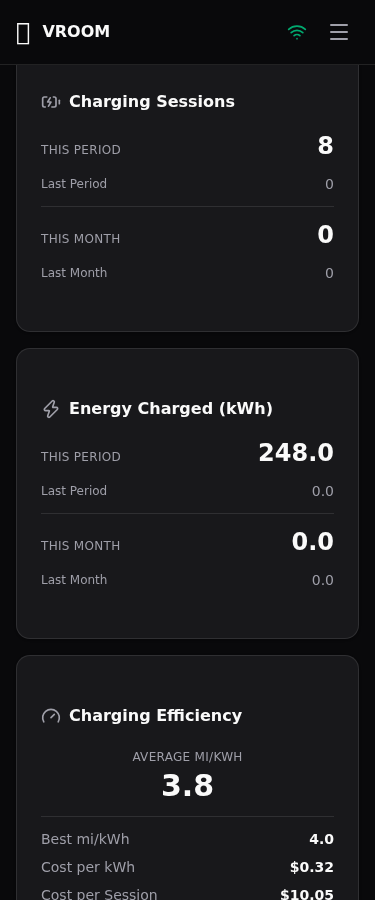 VROOM
Charging Sessions
THIS PERIOD 8
Last Period 0
THIS MONTH 0
Last Month 0
Energy Charged (kWh)
THIS PERIOD 248.0
Last Period 0.0
THIS MONTH 0.0
Last Month 0.0
Charging Efficiency
AVERAGE MI/KWH
3.8
Best mi/kWh 4.0
Cost per kWh $0.32
Cost per Session $10.05